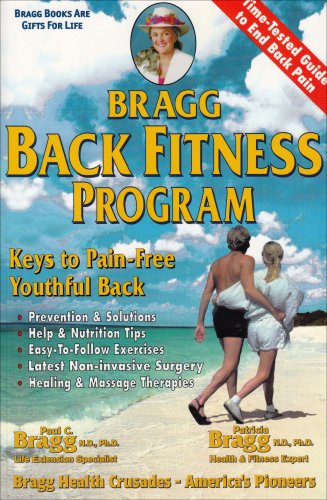 BRAGG BOOKS ARE
GIFTS FOR LIFE
Time-Tested Guide
to End Back Pain
BRAGG
BACK FITNESS
PROGRAM
Keys to Pain-Free
Youthful Back
• Prevention & Solutions
• Help & Nutrition Tips
• Easy-To-Follow Exercises
• Latest Non-invasive Surgery
• Healing & Massage Therapies
Paul C.
Bragg N.D., Ph.D.
Life Extension Specialist
Patricia
Bragg N.D., Ph.D.
Health & Fitness Expert
Bragg Health Crusades - America's Pioneers